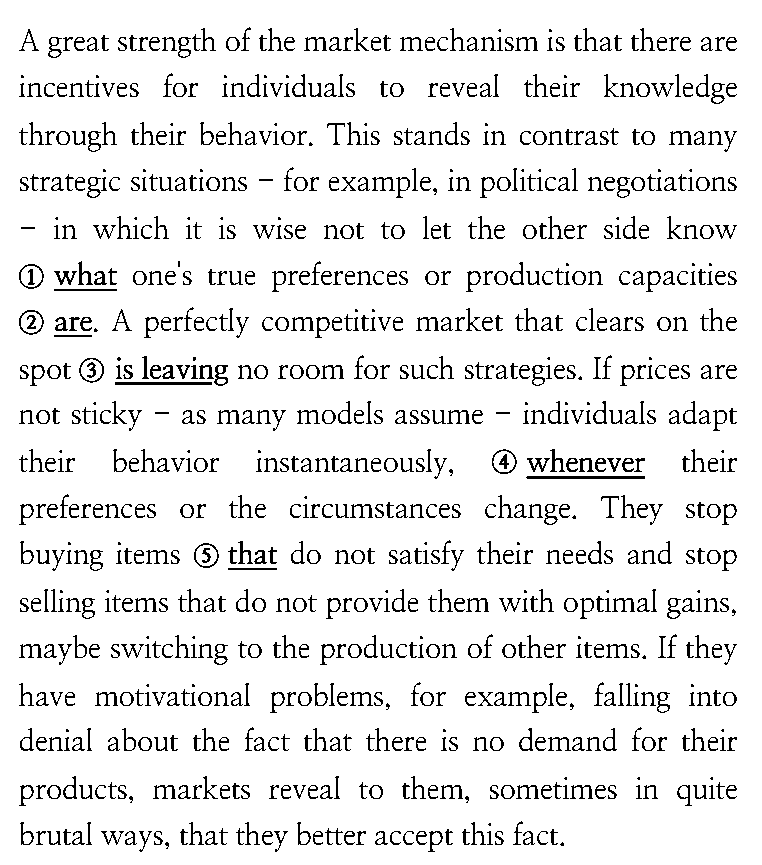 A great strength of the market mechanism is that there are
incentives for individuals to reveal their knowledge
through their behavior. This stands in contrast to many
strategic situations – for example, in political negotiations
– in which it is wise not to let the other side know
① what one's true preferences or production capacities
② are. A perfectly competitive market that clears on the
spot ③ is leaving no room for such strategies. If prices are
not sticky – as many models assume – individuals adapt
their behavior instantaneously, ④ whenever their
preferences or the circumstances change. They stop
buying items ⑤ that do not satisfy their needs and stop
selling items that do not provide them with optimal gains,
maybe switching to the production of other items. If they
have motivational problems, for example, falling into
denial about the fact that there is no demand for their
products, markets reveal to them, sometimes in quite
brutal ways, that they better accept this fact.